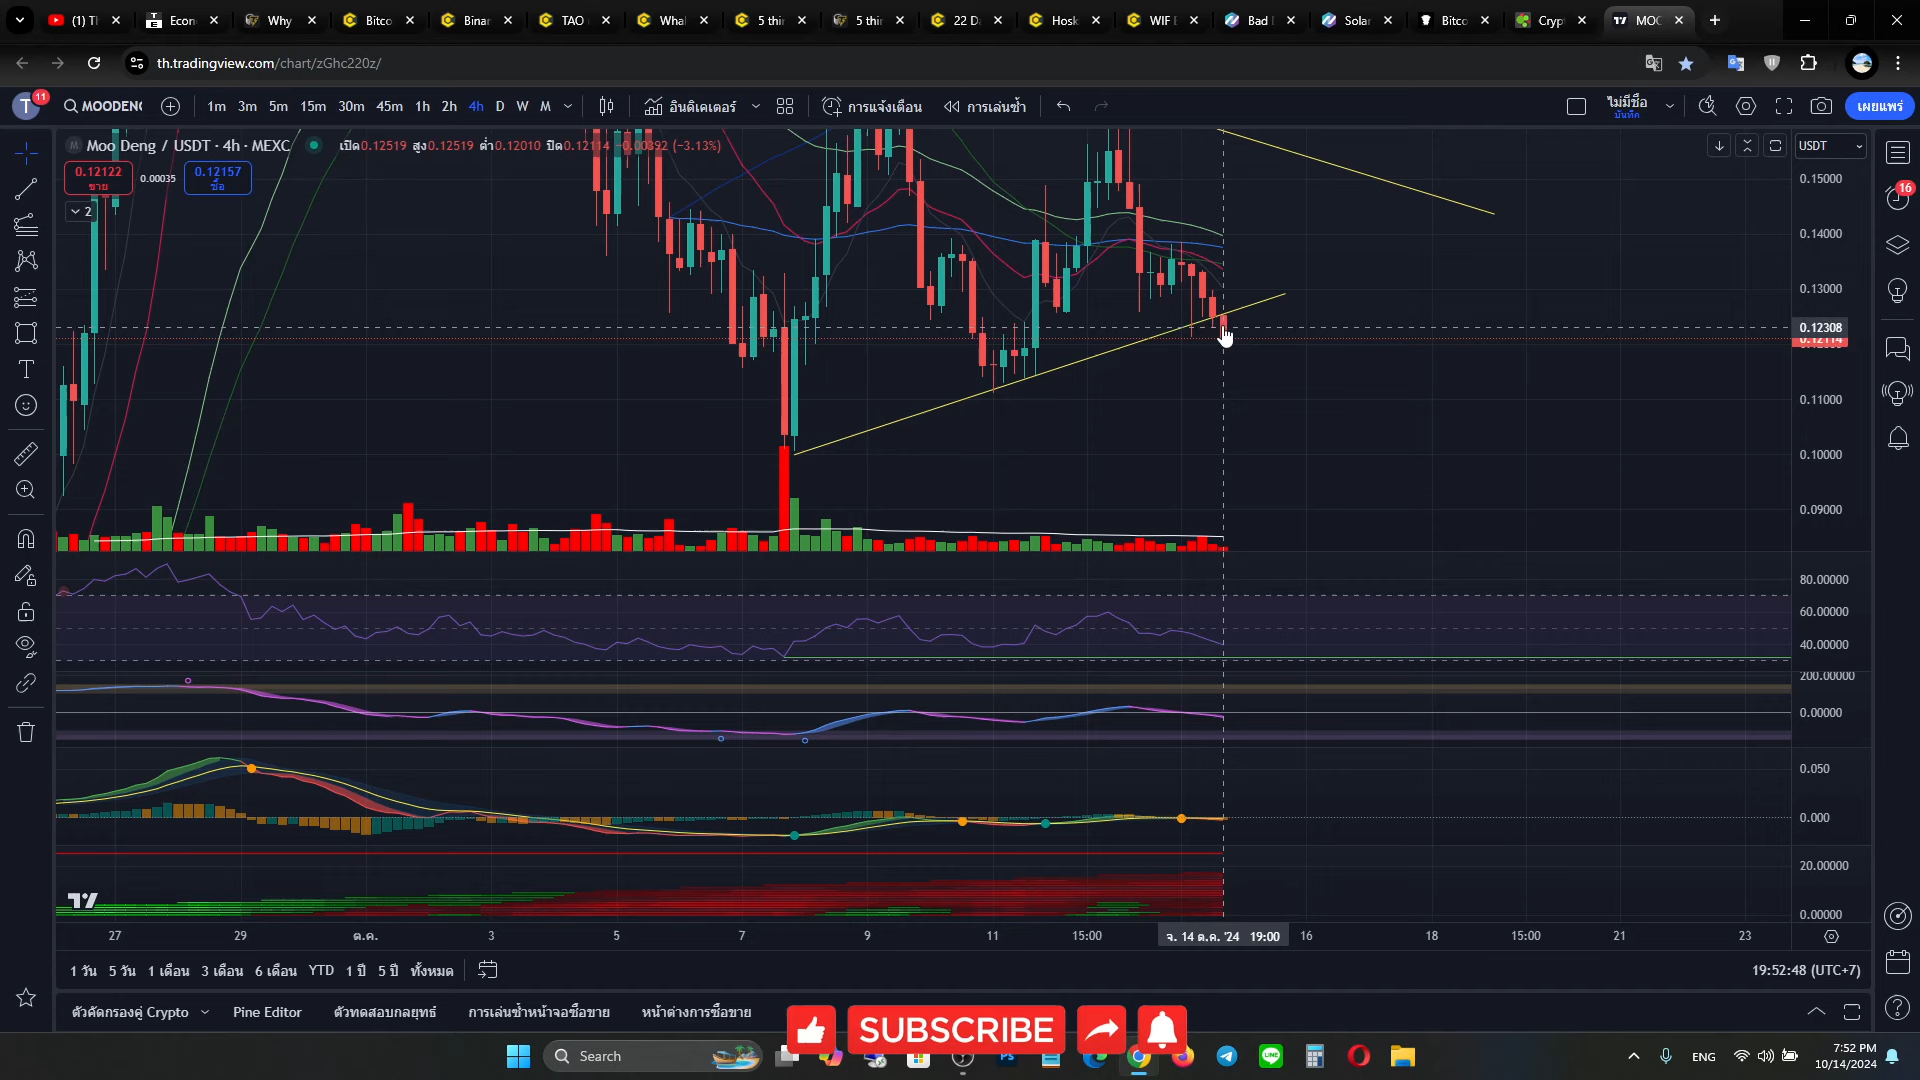 (1) Tl
Econ
Why
Bitco
Binar
TAO
Whal
5 thin
5 thin
22 D
Hosk
WIF
Bad
Solar
Bitco
Cryp
MOC
th.tradingview.com/chart/zGhc220z/
T
11
MOODENG
1m
3m
5m
15m
30m
45m
1h
2h
4h
D
W
M
อินดิเคเตอร์
การแจ้งเตือน
การเล่นซ้ำ
ไม่มีชื่อ
บันทึก
เผยแพร่
Moo Deng / USDT · 4h · MEXC
เปิด0.12519 สูง0.12519 ต่ำ0.12010 ปิด0.12114 -0.00392 (-3.13%)
0.12122
ขาย
0.00035
0.12157
ซื้อ
2
USDT
0.15000
0.14000
0.13000
0.12308
0.12114
0.11000
0.10000
0.09000
80.00000
60.00000
40.00000
200.00000
0.00000
0.050
0.000
20.00000
0.00000
16
27
29
ต.ค.
3
5
7
9
11
15:00
จ. 14 ต.ค. '24 19:00
16
18
15:00
21
23
1 วัน
5 วัน
1 เดือน
3 เดือน
6 เดือน
YTD
1 ปี
5 ปี
ทั้งหมด
19:52:48 (UTC+7)
ตัวคัดกรองคู่ Crypto
Pine Editor
ตัวทดสอบกลยุทธ์
การเล่นซ้ำหน้าจอซื้อขาย
หน้าต่างการซื้อขาย
SUBSCRIBE
Search
LINE
ENG
7:52 PM
10/14/2024